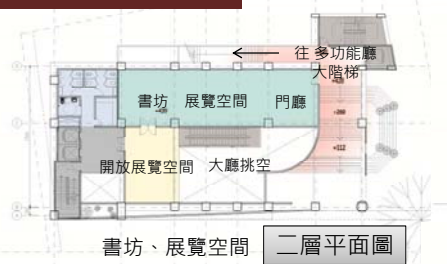 往 多功能廳
大階梯
書坊 展覽空間 門廳
開放展覽空間 大廳挑空
書坊、展覽空間 二層平面圖